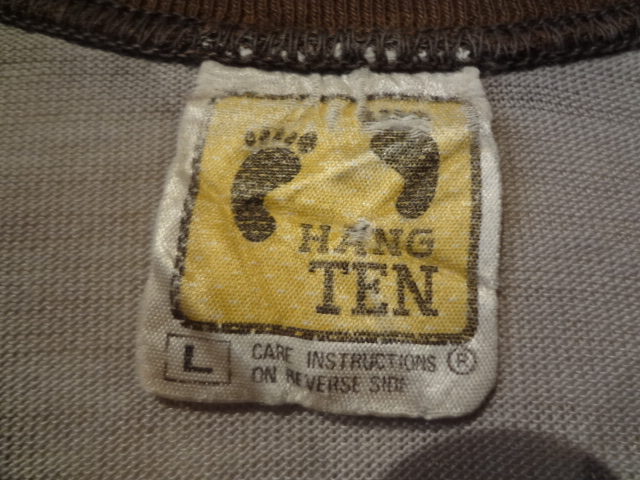 HANG
TEN
L
CARE INSTRUCTIONS ®
ON REVERSE SIDE